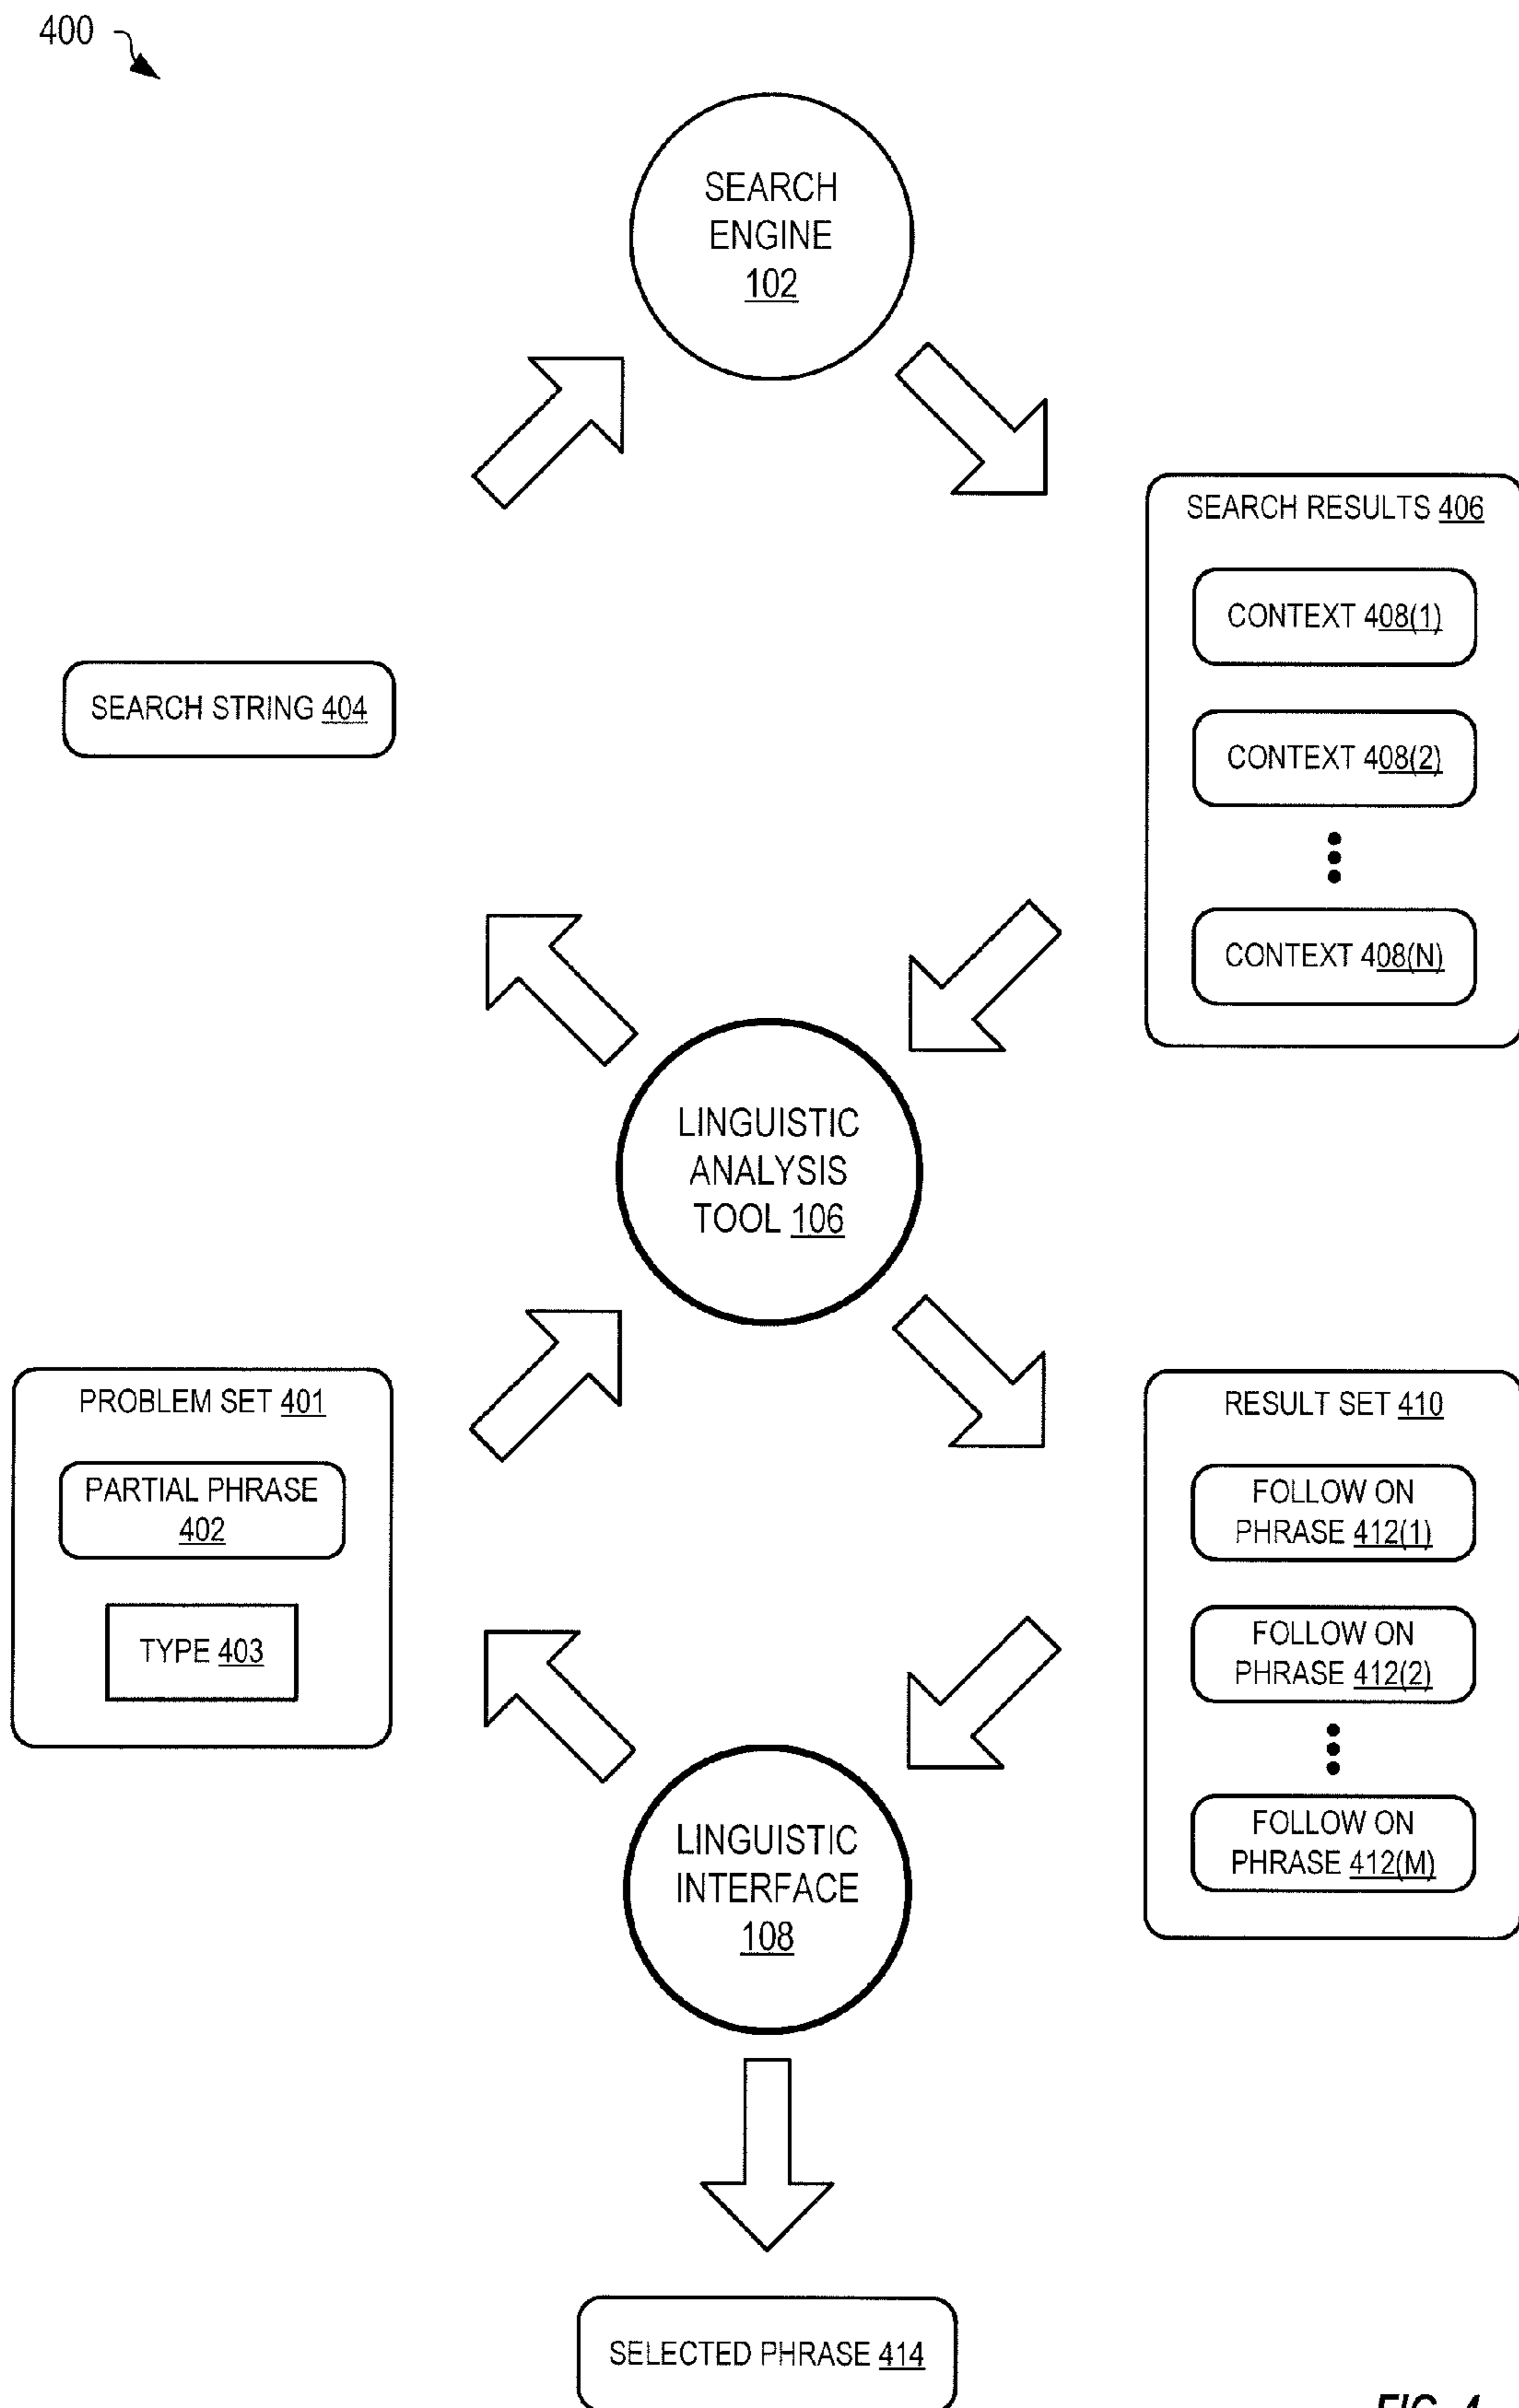 400
SEARCH
ENGINE
102
SEARCH RESULTS 406
CONTEXT 408(1)
SEARCH STRING 404
CONTEXT 408(2)
CONTEXT 408(N)
LINGUISTIC
ANALYSIS
TOOL 106
PROBLEM SET 401
PARTIAL PHRASE
402
TYPE 403
RESULT SET 410
FOLLOW ON
PHRASE 412(1)
FOLLOW ON
PHRASE 412(2)
FOLLOW ON
PHRASE 412(M)
LINGUISTIC
INTERFACE
108
SELECTED PHRASE 414
FIG. 4